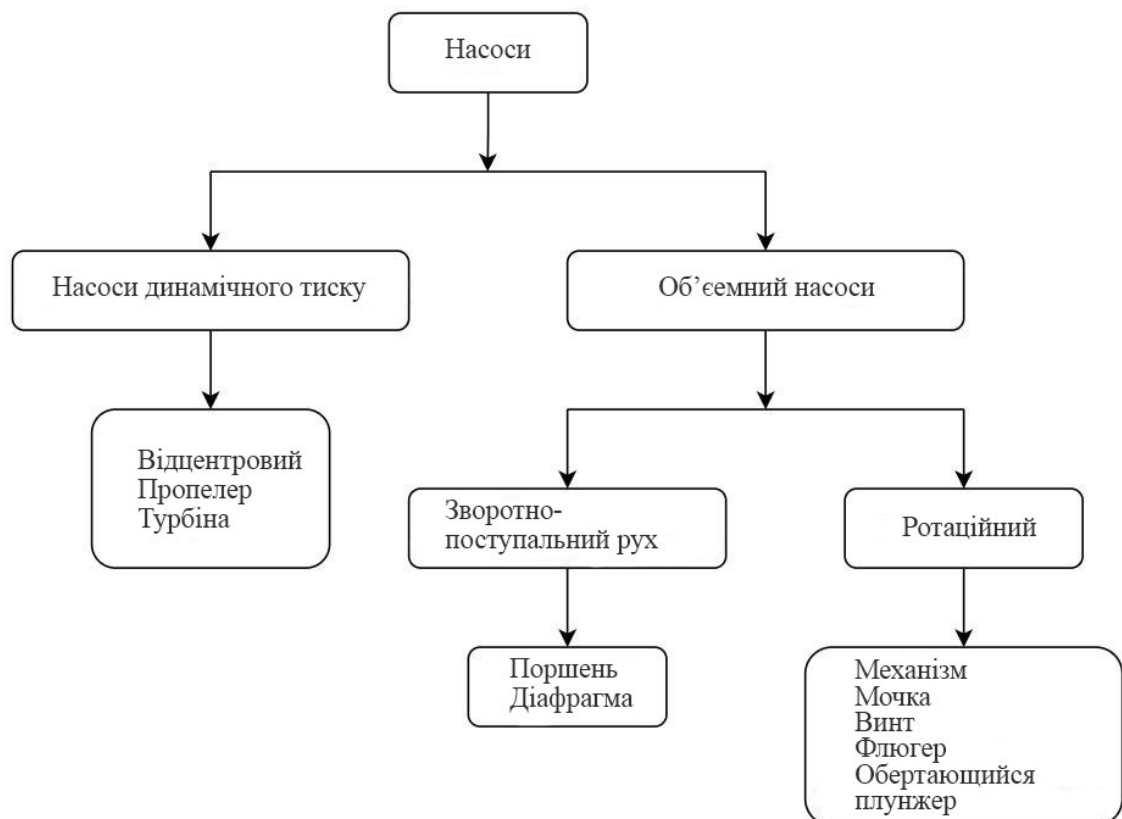 Насоси
Насоси динамічного тиску
Об’ємний насоси
Відцентровий
Пропелер
Турбіна
Зворотно-
поступальний рух
Ротаційний
Поршень
Діафрагма
Механізм
Мочка
Винт
Флюгер
Обертающийся
плунжер